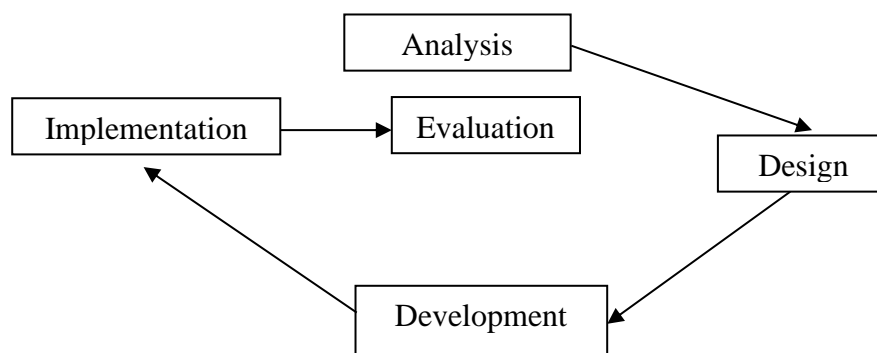 Analysis
Implementation
Evaluation
Design
Development